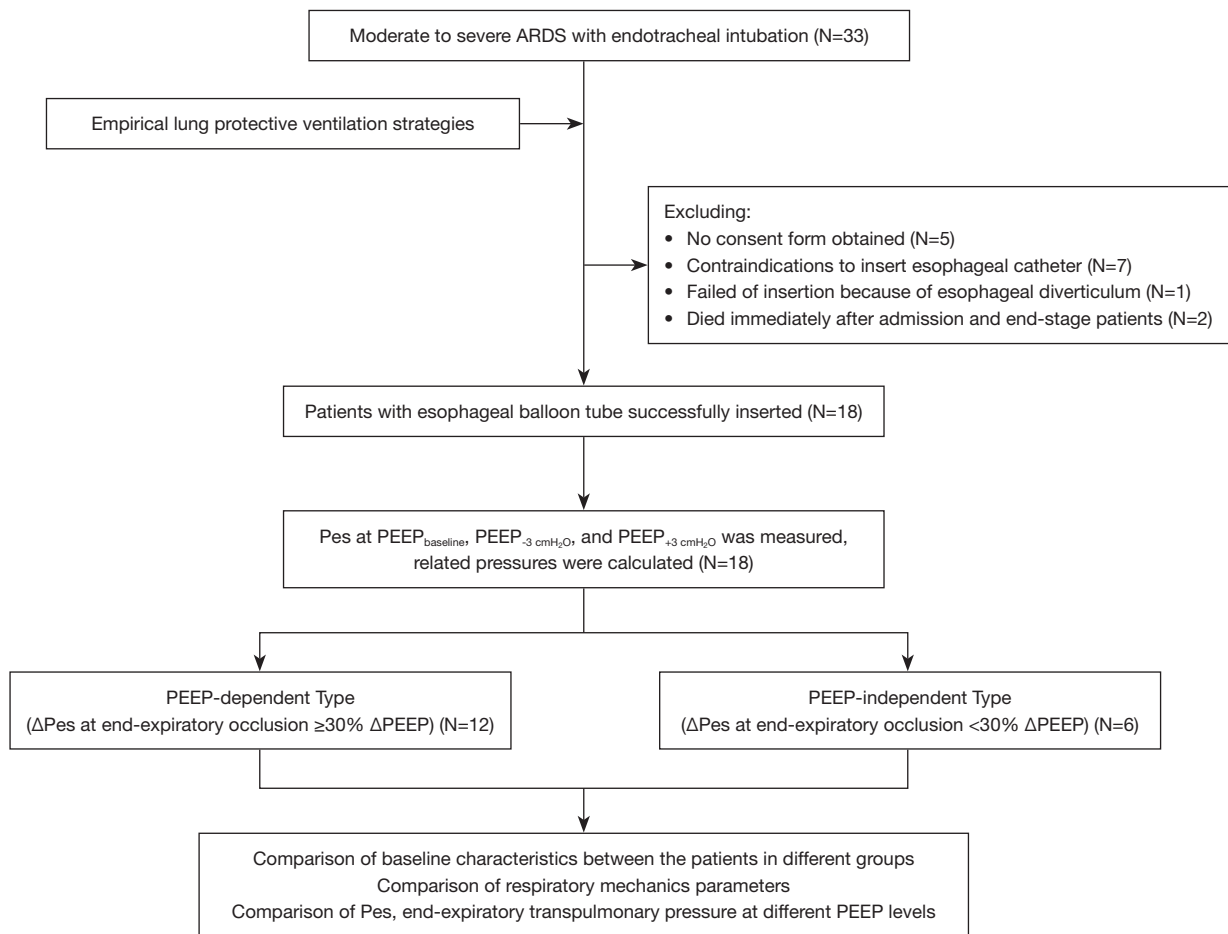 Moderate to severe ARDS with endotracheal intubation (N=33)
Empirical lung protective ventilation strategies
Excluding:
• No consent form obtained (N=5)
• Contraindications to insert esophageal catheter (N=7)
• Failed of insertion because of esophageal diverticulum (N=1)
• Died immediately after admission and end-stage patients (N=2)
Patients with esophageal balloon tube successfully inserted (N=18)
Pes at PEEPbaseline, PEEP-3 cmH2O, and PEEP+3 cmH2O was measured,
related pressures were calculated (N=18)
PEEP-dependent Type
(ΔPes at end-expiratory occlusion ≥30% ΔPEEP) (N=12)
PEEP-independent Type
(ΔPes at end-expiratory occlusion <30% ΔPEEP) (N=6)
Comparison of baseline characteristics between the patients in different groups
Comparison of respiratory mechanics parameters
Comparison of Pes, end-expiratory transpulmonary pressure at different PEEP levels